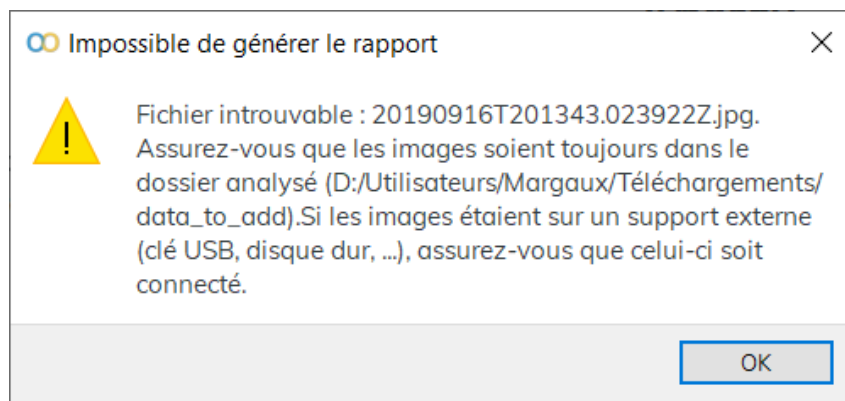 Impossible de générer le rapport
Fichier introuvable : 20190916T201343.023922Z.jpg.
Assurez-vous que les images soient toujours dans le
dossier analysé (D:/Utilisateurs/Margaux/Téléchargements/
data_to_add).Si les images étaient sur un support externe
(clé USB, disque dur, ...), assurez-vous que celui-ci soit
connecté.
OK